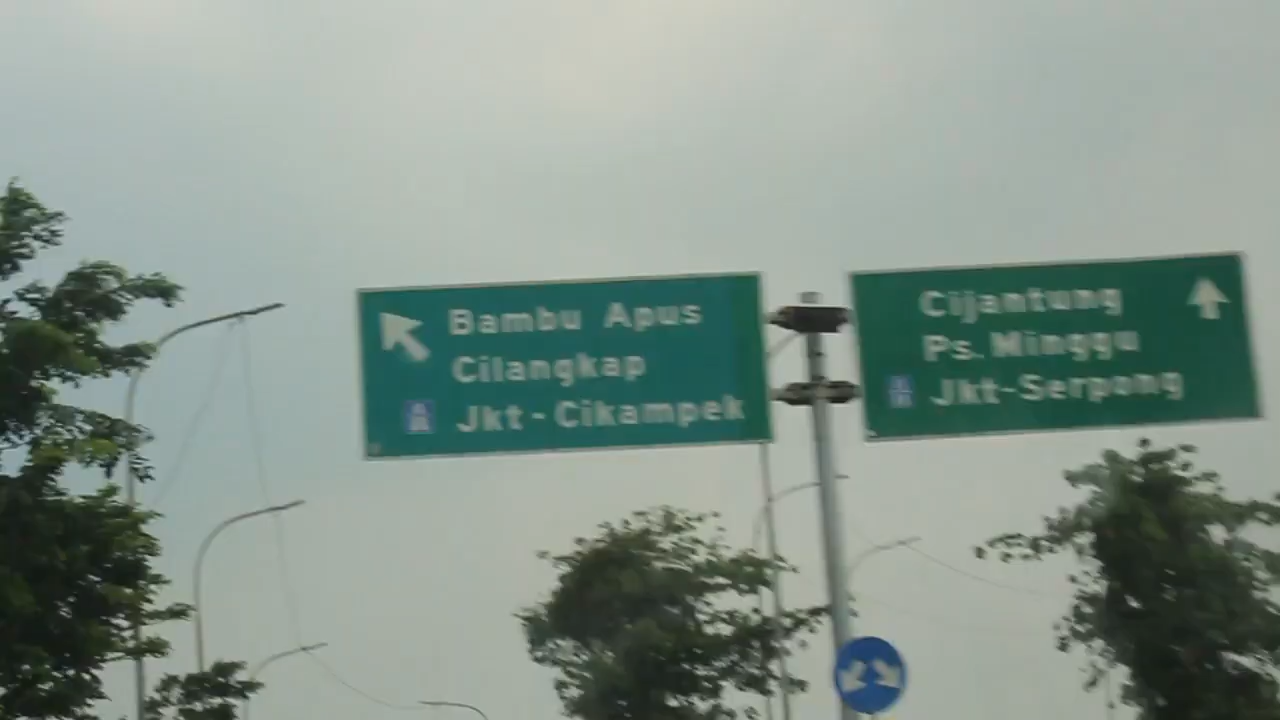 Bambu Apus
Cilangkap
Jkt - Cikampek
Cijantung
Ps. Minggu
Jkt-Serpong